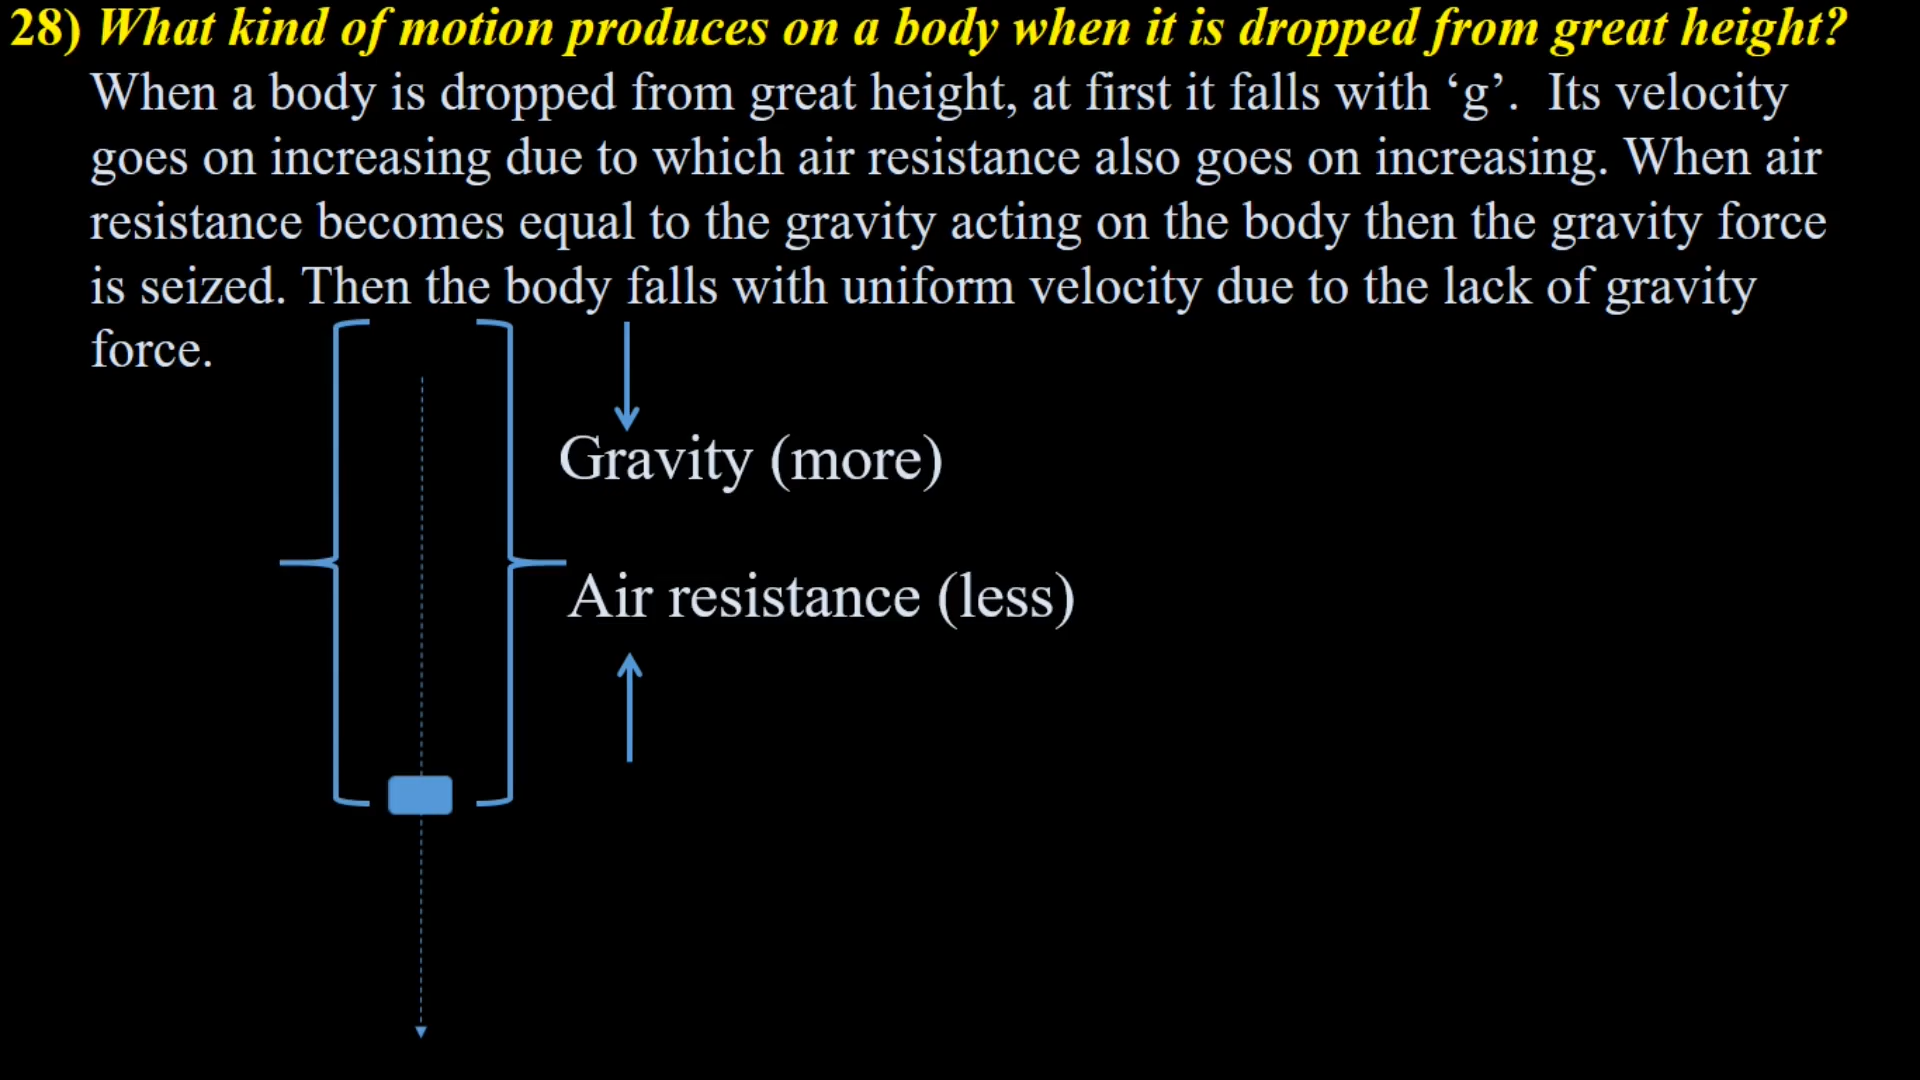 28) What kind of motion produces on a body when it is dropped from great height?
When a body is dropped from great height, at first it falls with ‘g’. Its velocity
goes on increasing due to which air resistance also goes on increasing. When air
resistance becomes equal to the gravity acting on the body then the gravity force
is seized. Then the body falls with uniform velocity due to the lack of gravity
force.
Gravity (more)
Air resistance (less)